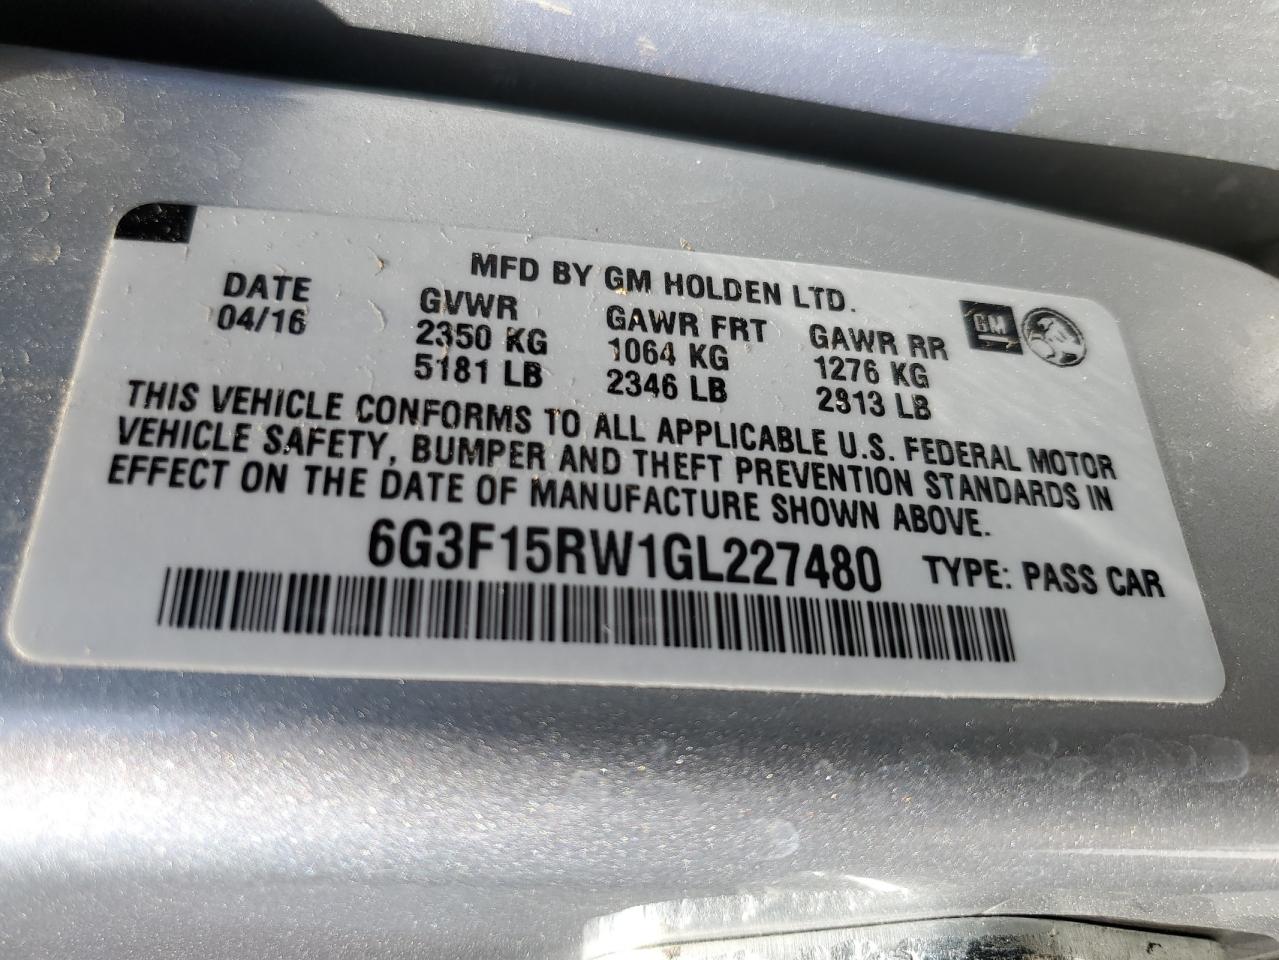 MFD BY GM HOLDEN LTD.
DATE GVWR GAWR FRT GAWR RR
04/16 2350 KG 1064 KG 1276 KG
5181 LB 2346 LB 2813 LB
GM
THIS VEHICLE CONFORMS TO ALL APPLICABLE U.S. FEDERAL MOTOR
VEHICLE SAFETY, BUMPER AND THEFT PREVENTION STANDARDS IN
EFFECT ON THE DATE OF MANUFACTURE SHOWN ABOVE.
6G3F15RW1GL227480 TYPE: PASS CAR